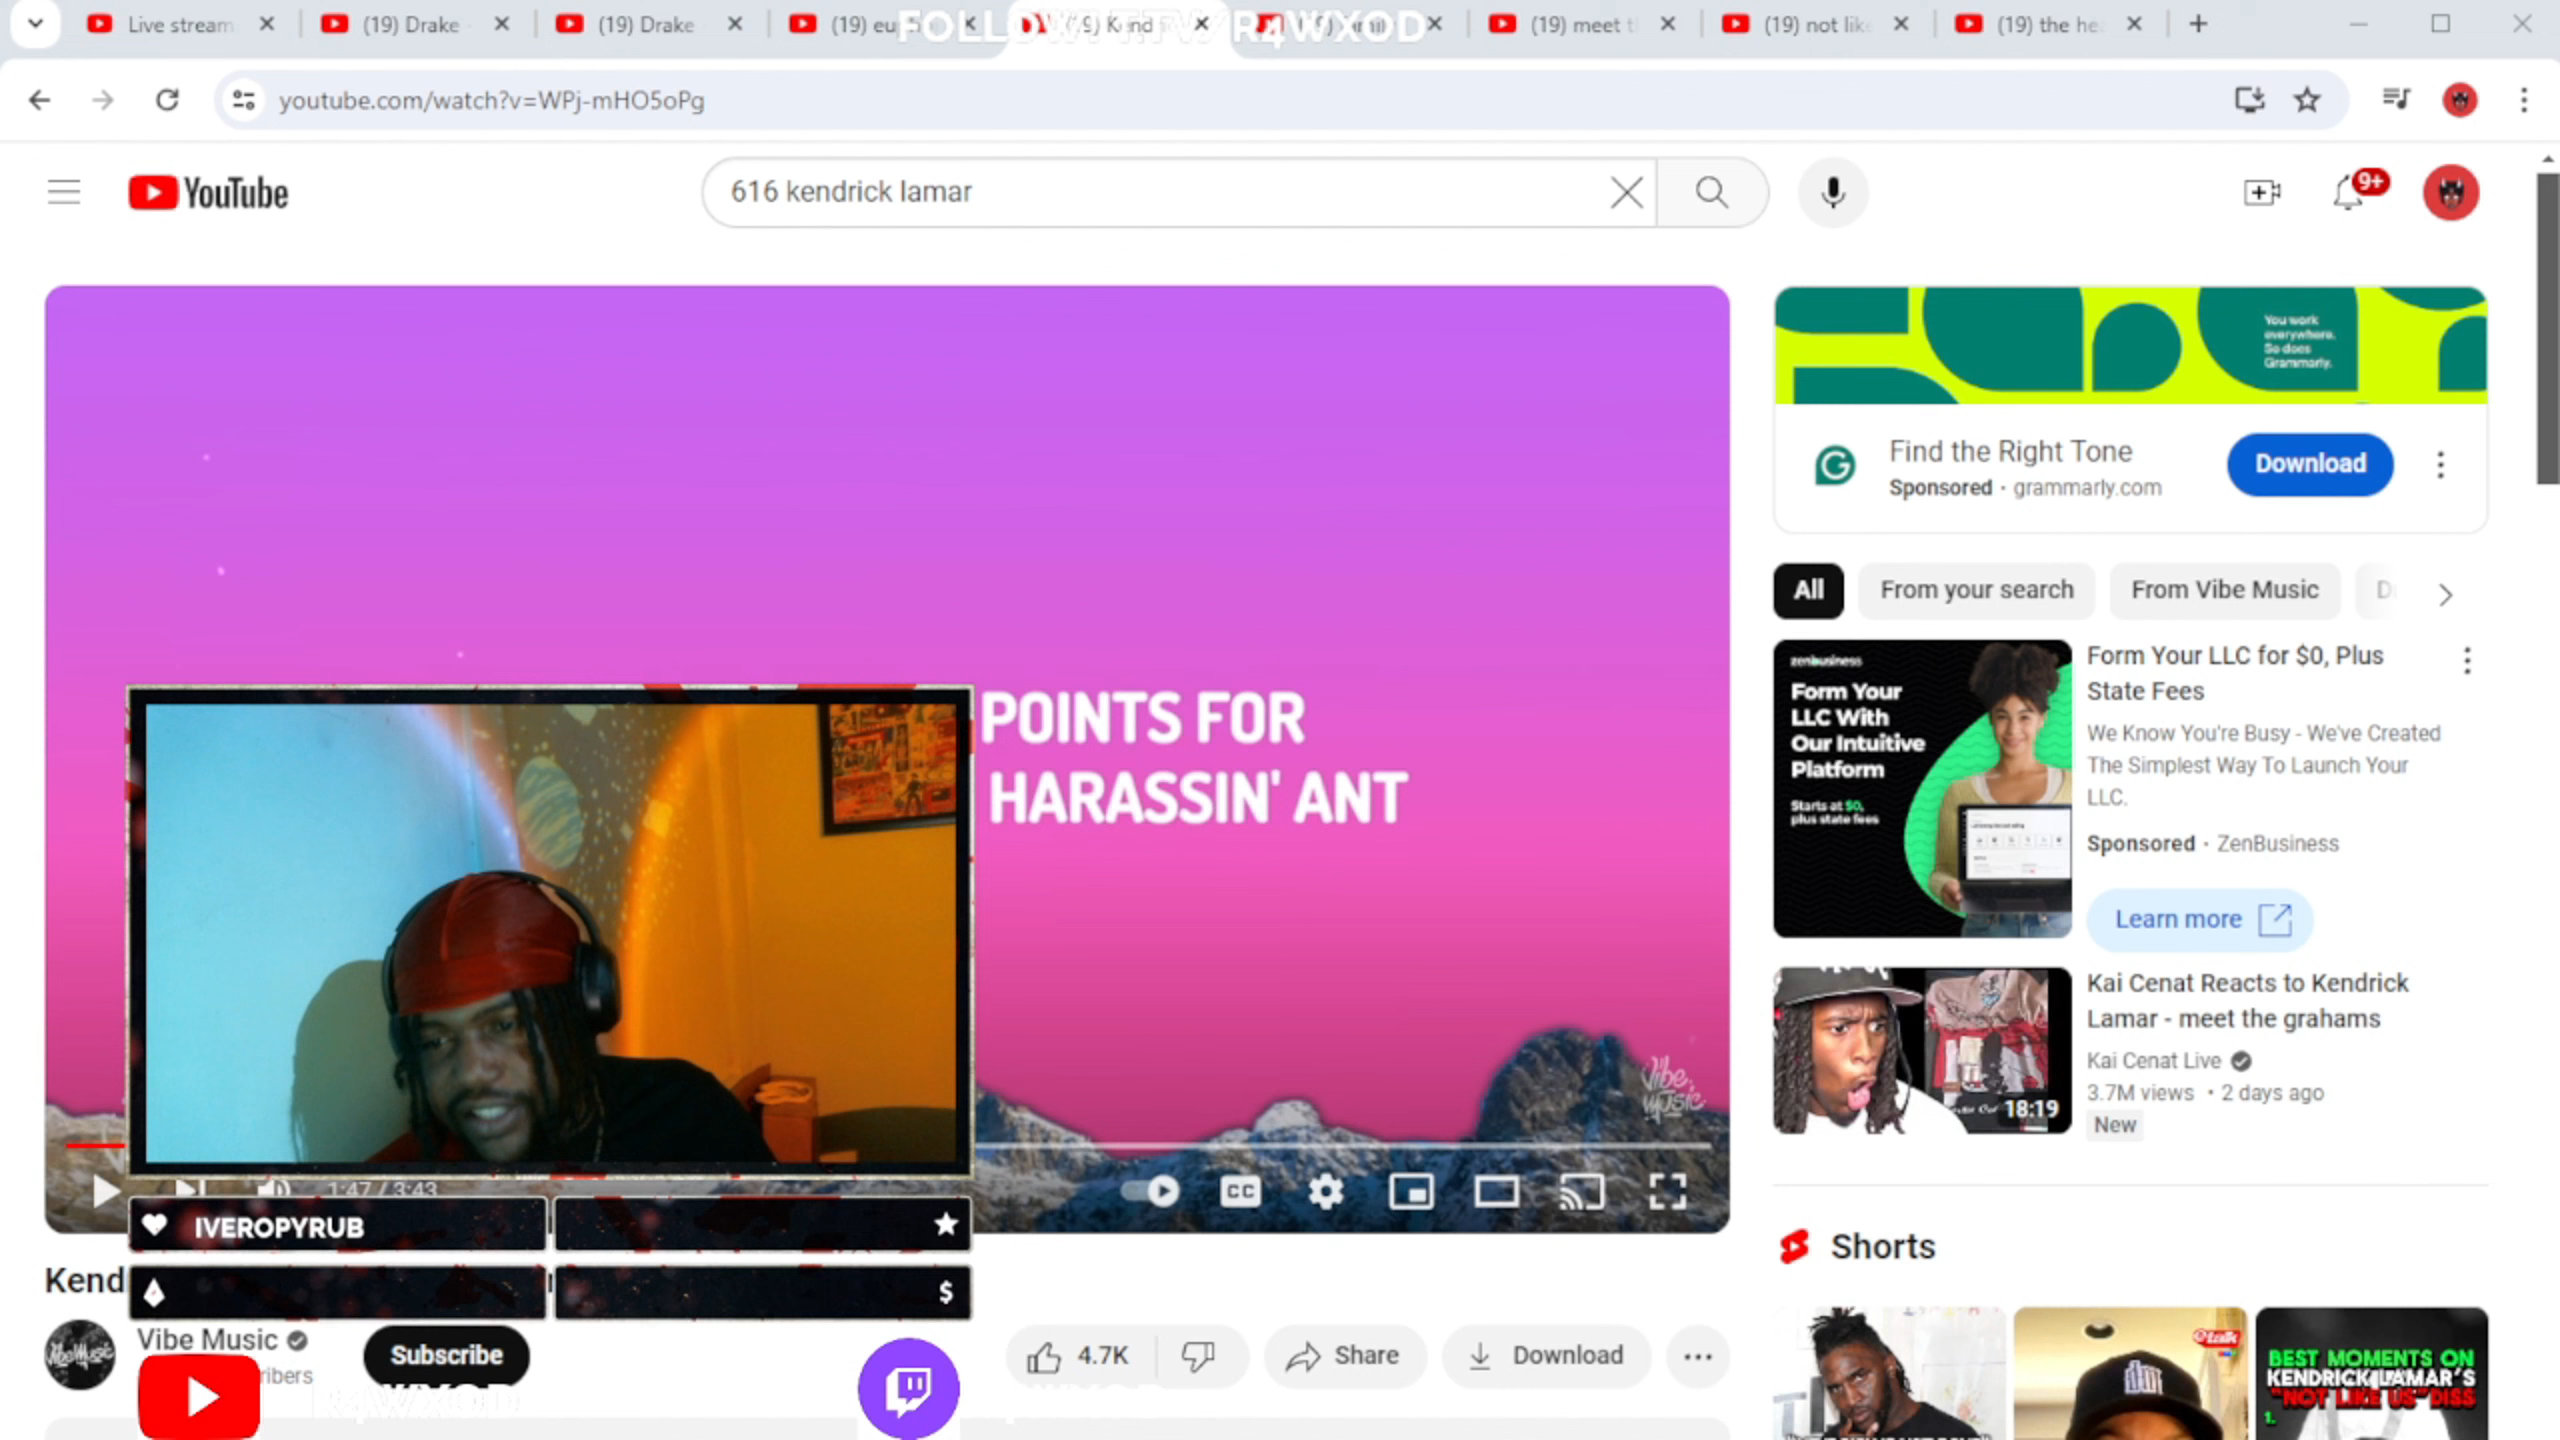 Live stream
(19) Drake
(19) Drake
(19)
(19) meet
(19) not lik
(19) the he
R4WXOD
youtube.com/watch?v=WPj-mHO5oPg
YouTube
616 kendrick lamar
9+
You work
everywhere.
So does
Grammarly.
Find the Right Tone
Sponsored · grammarly.com
Download
All
From your search
From Vibe Music
POINTS FOR
HARASSIN' ANT
Vibe
Music
1:47 / 3:43
CC
IVEROPYRUB
$
Kend
Vibe Music
ribers
Subscribe
R4WXOD
4.7K
Share
Download
zenbusiness
Form Your
LLC With
Our Intuitive
Platform
Starts at $0,
plus state fees
Form Your LLC for $0, Plus
State Fees
We Know You're Busy - We've Created
The Simplest Way To Launch Your
LLC.
Sponsored · ZenBusiness
Learn more
18:19
Kai Cenat Reacts to Kendrick
Lamar - meet the grahams
Kai Cenat Live
3.7M views • 2 days ago
New
Shorts
BEST MOMENTS ON
KENDRICK LAMAR'S
"NOT LIKE US" DISS
1.